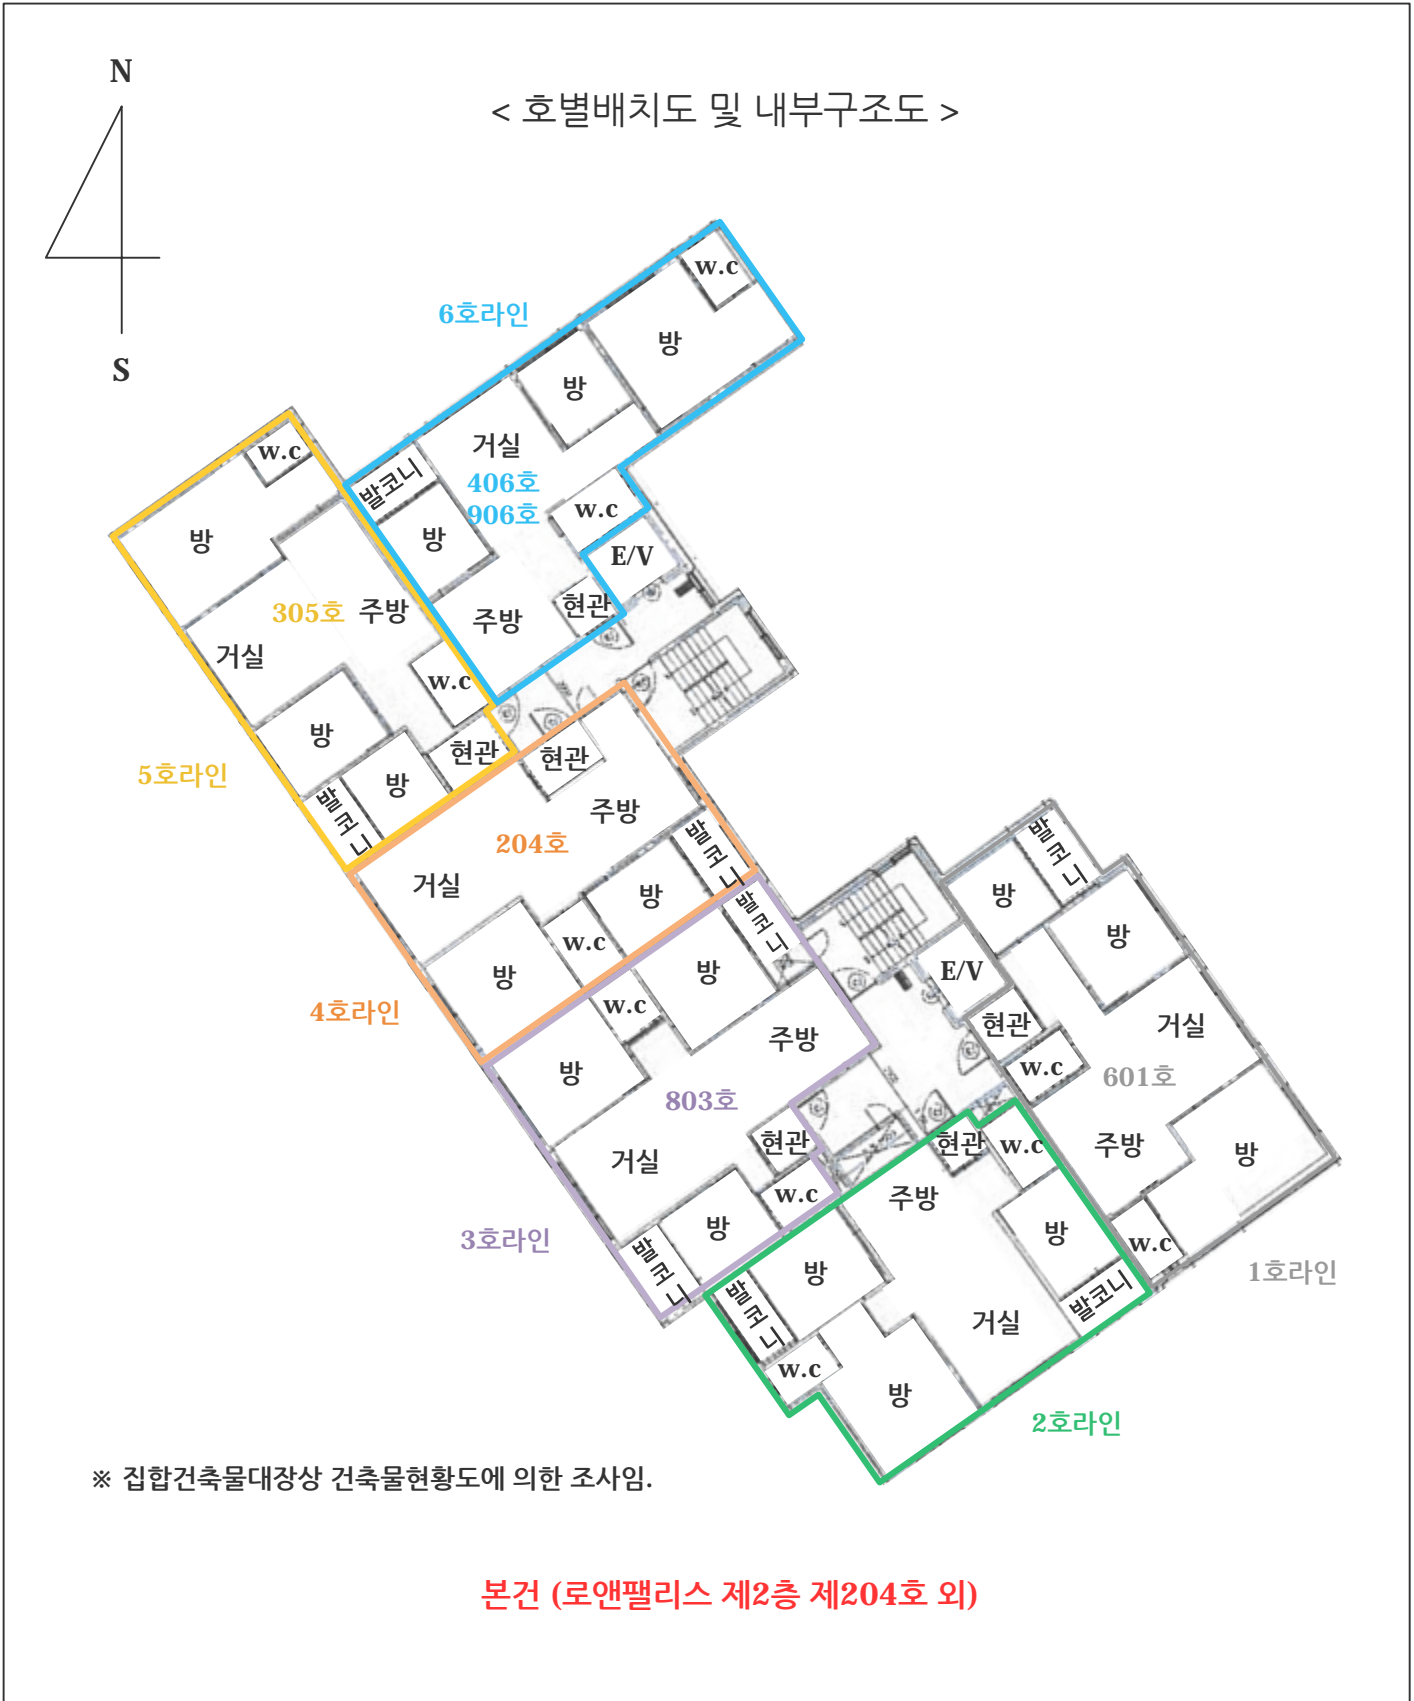 N
< 호별배치도 및 내부구조도 >
S
6호라인
w.c
방
방
거실
406호
906호
발코니
방
w.c
E/V
현관
주방
w.c
방
305호
주방
거실
w.c
방
현관
방
발코니
5호라인
현관
주방
204호
거실
발코니
방
w.c
방
4호라인
발코니
방
w.c
주방
방
803호
현관
거실
w.c
방
발코니
3호라인
발코니
방
방
E/V
현관
거실
w.c
601호
주방
방
w.c
1호라인
현관
w.c
주방
방
방
발코니
발코니
거실
w.c
방
2호라인
※ 집합건축물대장상 건축물현황도에 의한 조사임.
본건 (로앤팰리스 제2층 제204호 외)